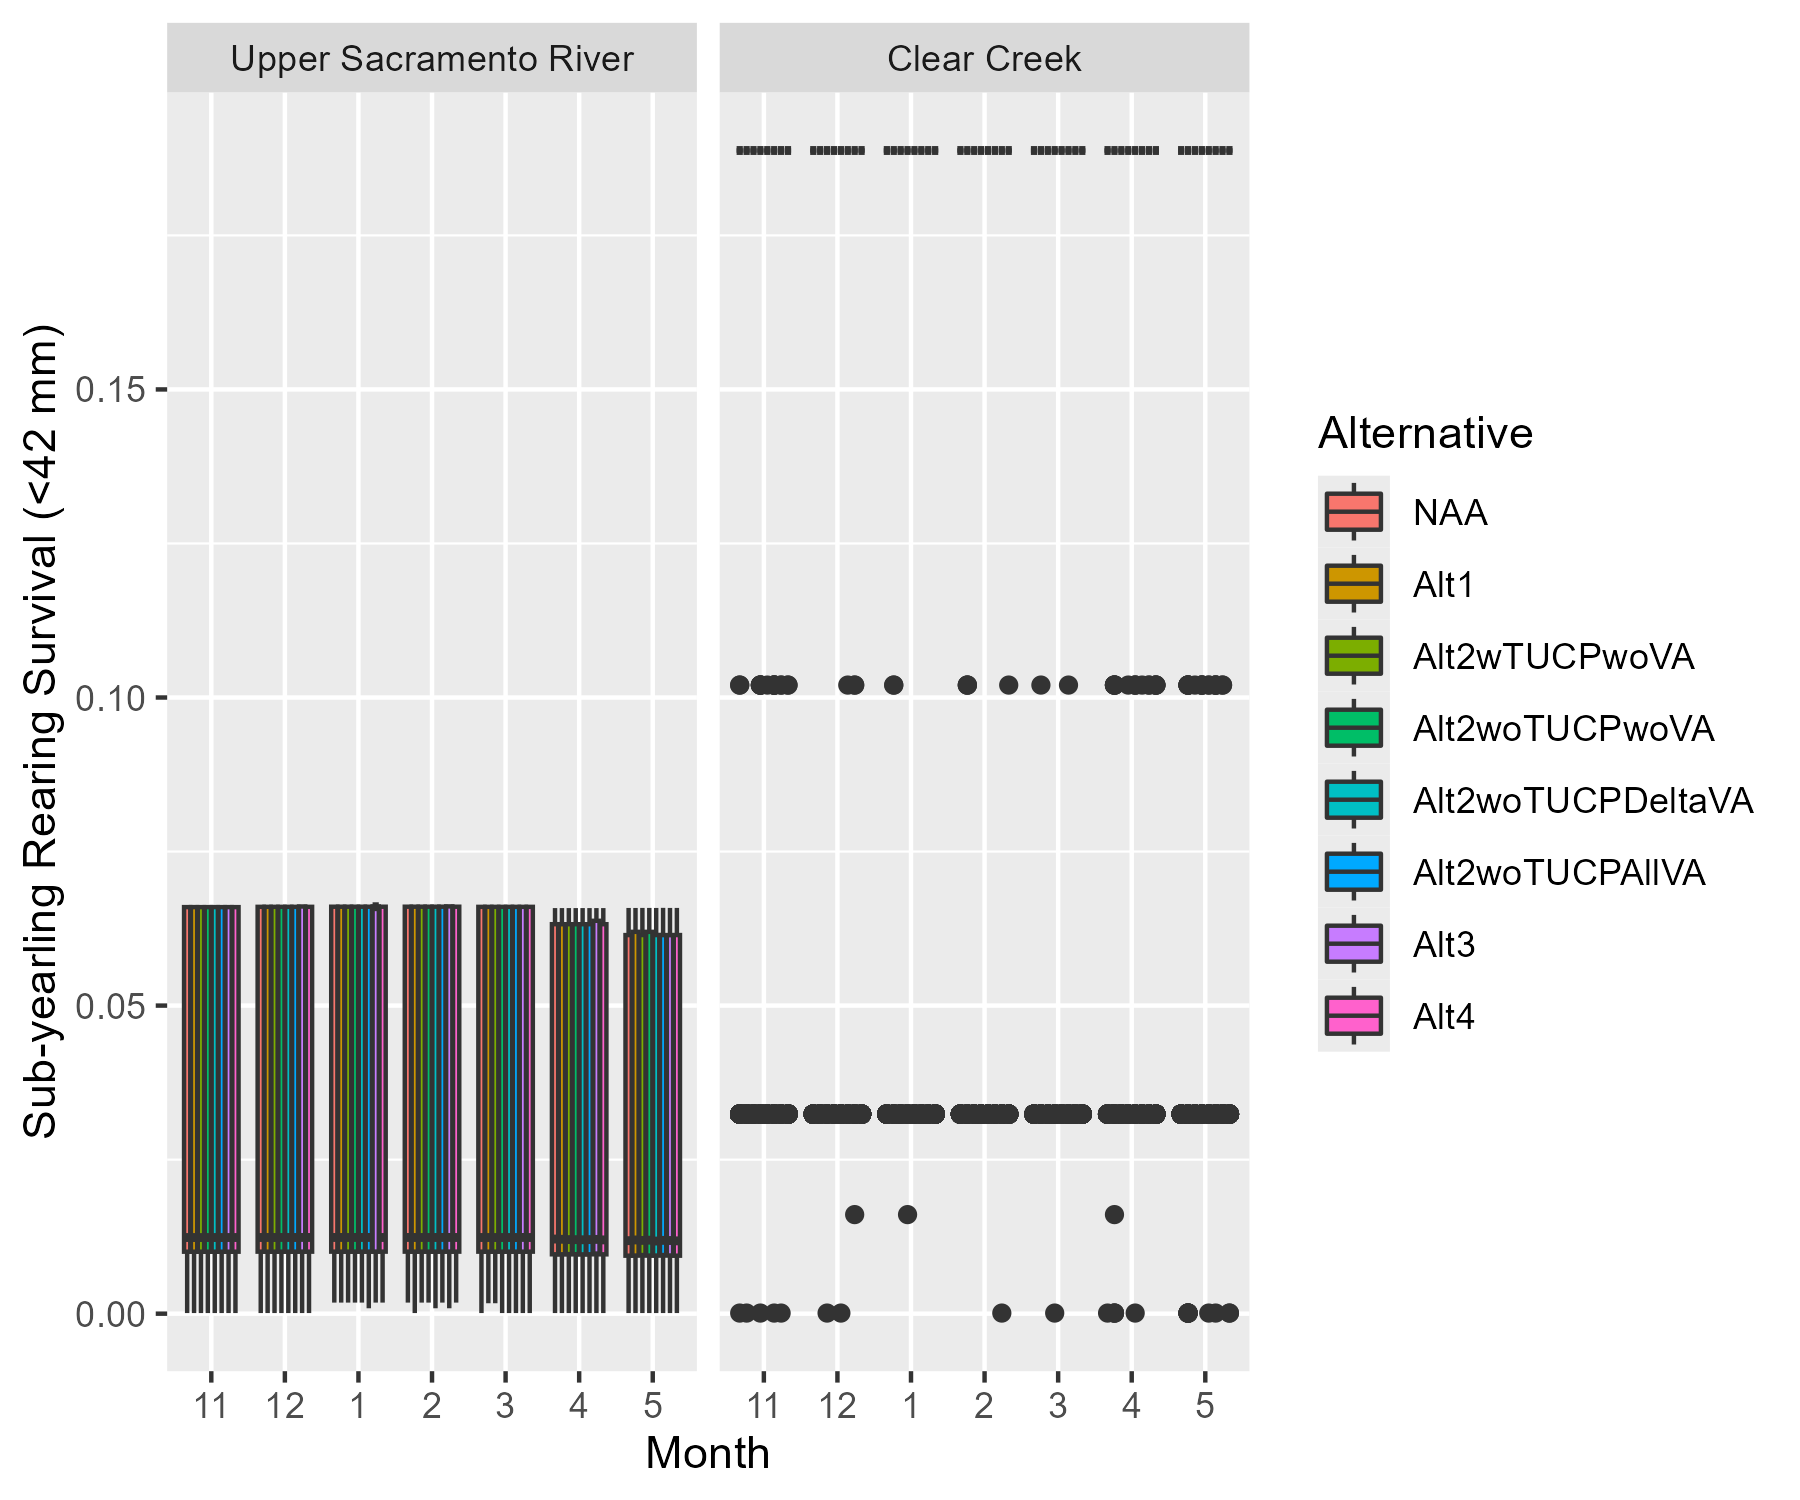 Upper Sacramento River
Clear Creek
Sub-yearling Rearing Survival (<42 mm)
0.15
0.10
0.05
0.00
11 12 1 2 3 4 5
11 12 1 2 3 4 5
Month
Alternative
NAA
Alt1
Alt2wTUCPwoVA
Alt2woTUCPwoVA
Alt2woTUCPDeltaVA
Alt2woTUCPAllVA
Alt3
Alt4